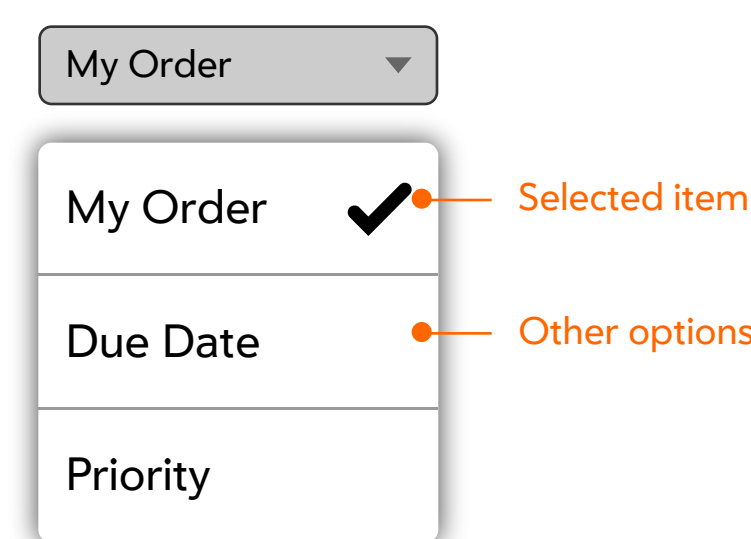 My Order
My Order
Selected item
Due Date
Other options
Priority